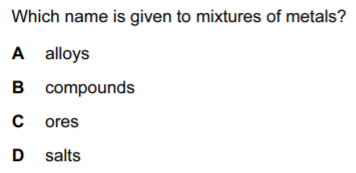 Which name is given to mixtures of metals?
A alloys
B compounds
C ores
D salts